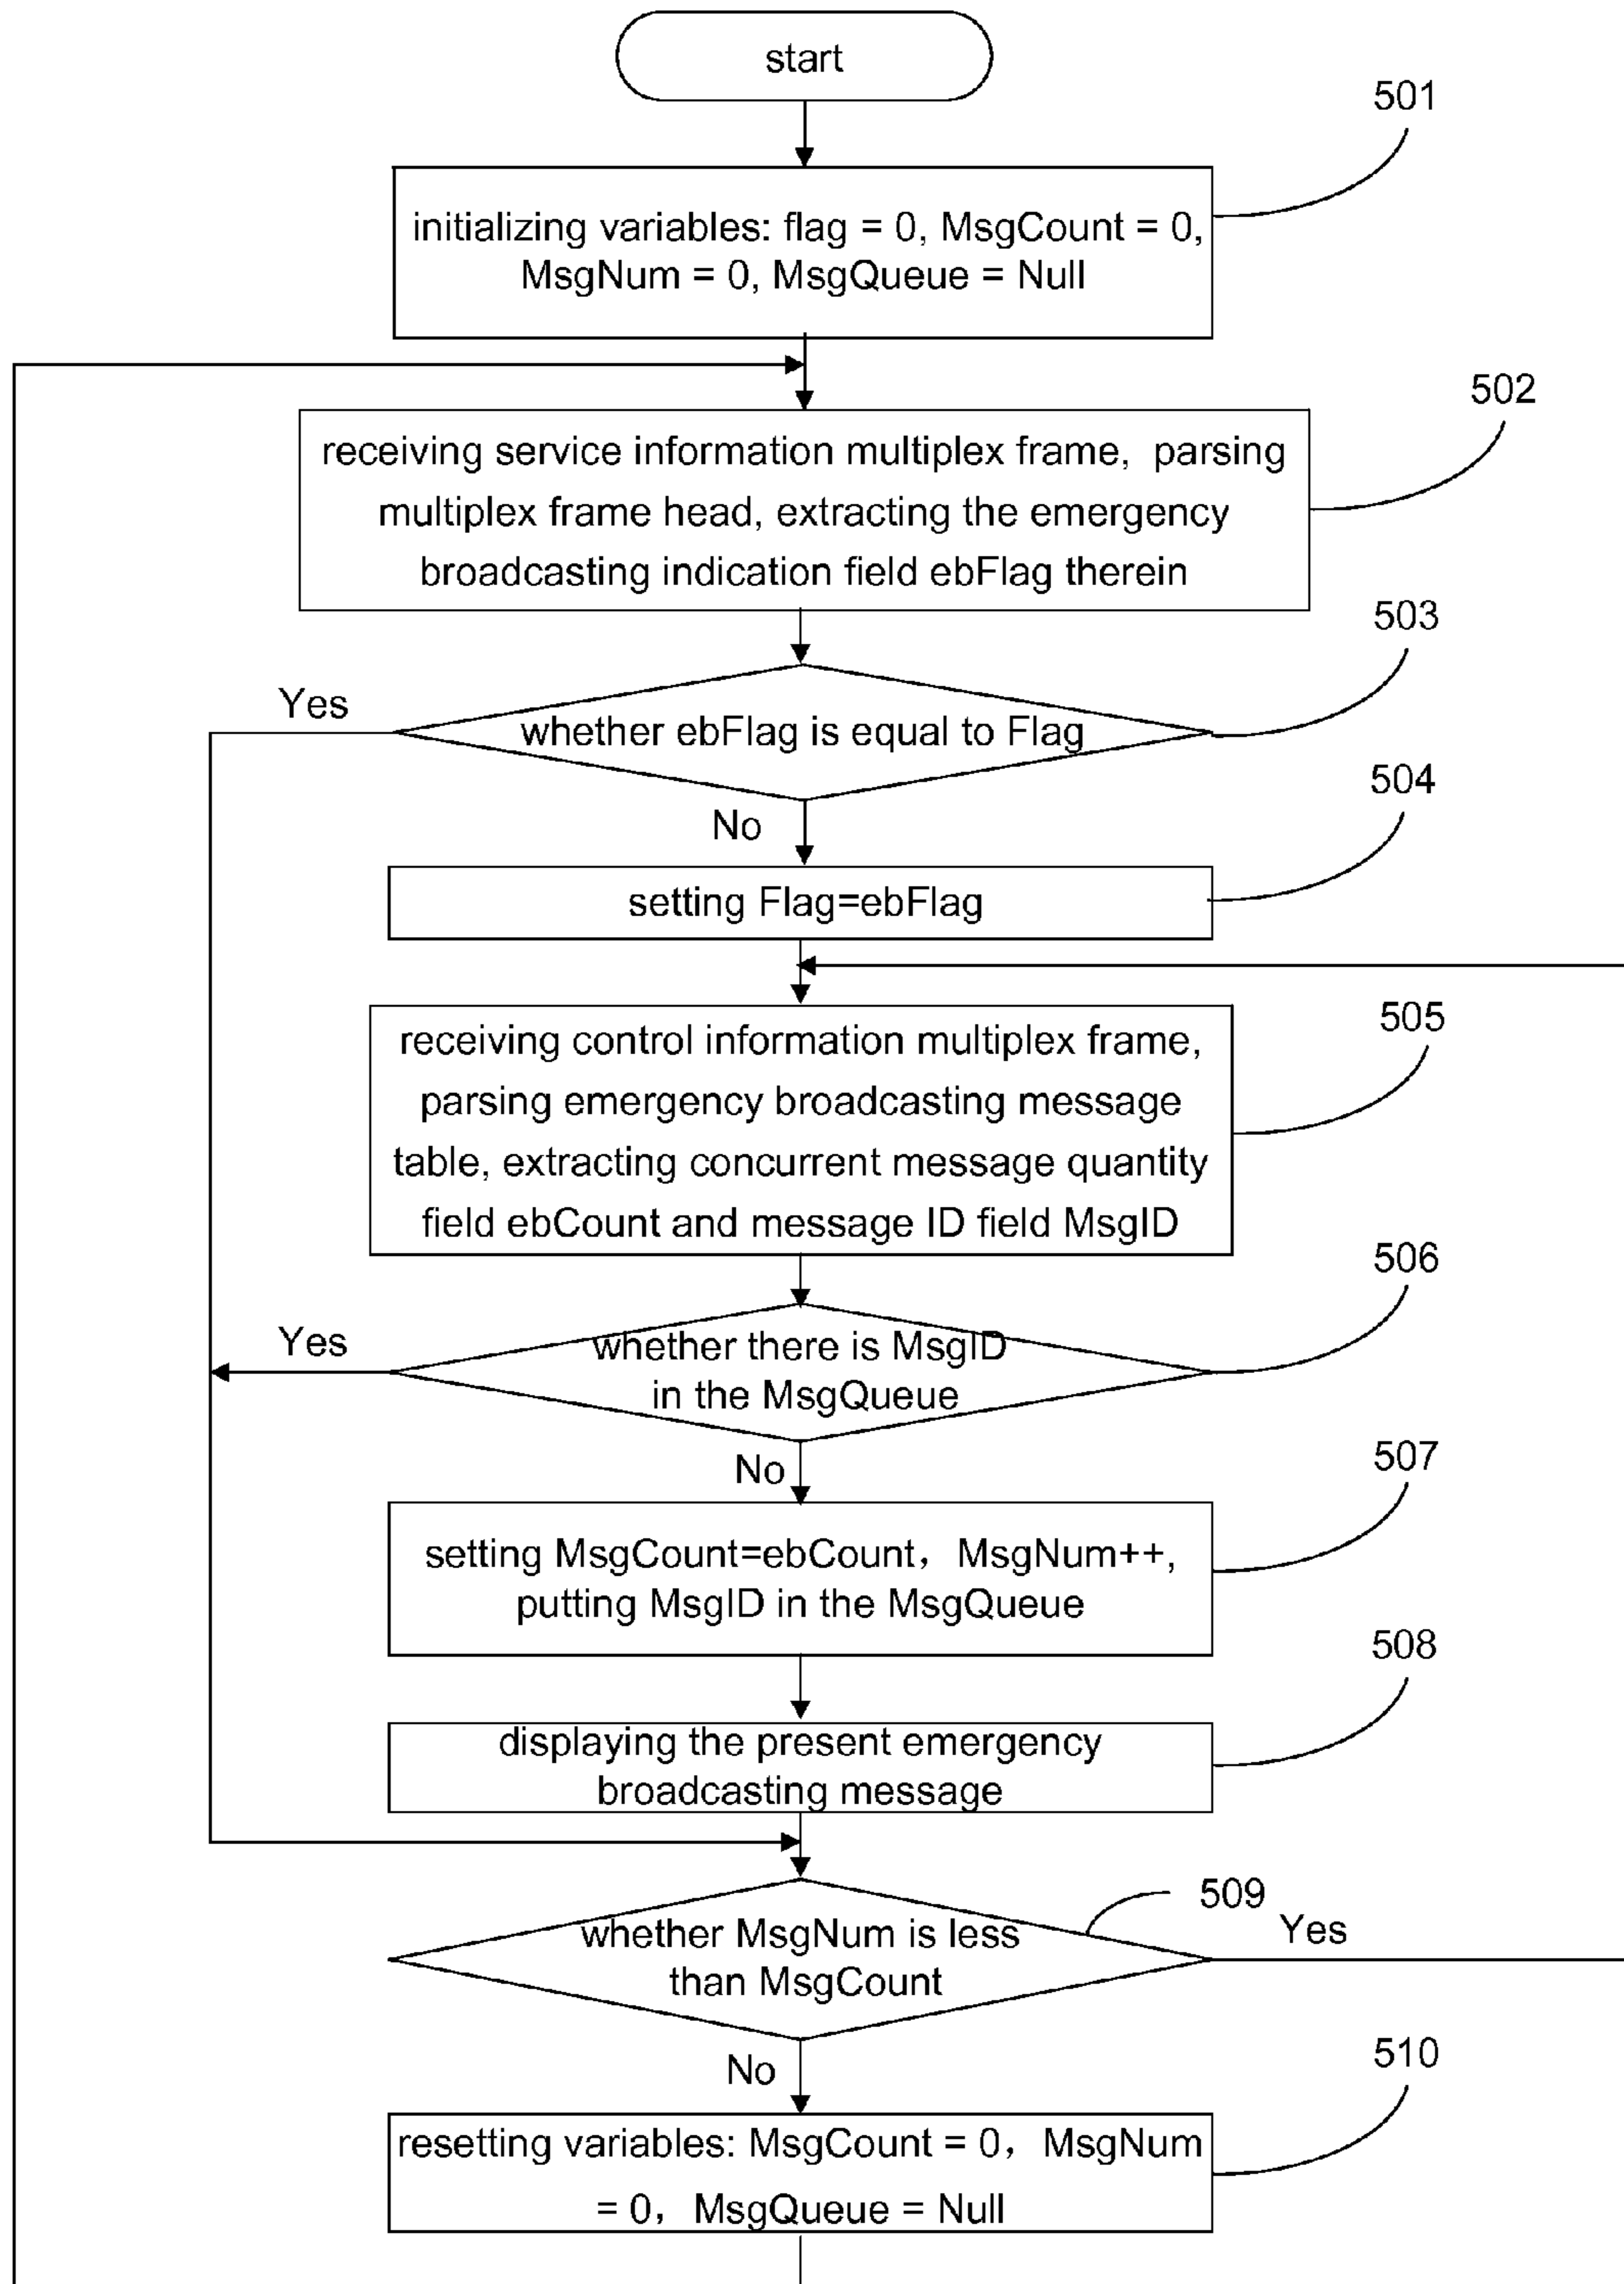 start
501
initializing variables: flag = 0, MsgCount = 0,
MsgNum = 0, MsgQueue = Null
502
receiving service information multiplex frame, parsing
multiplex frame head, extracting the emergency
broadcasting indication field ebFlag therein
503
Yes
whether ebFlag is equal to Flag
504
No
setting Flag=ebFlag
505
receiving control information multiplex frame,
parsing emergency broadcasting message
table, extracting concurrent message quantity
field ebCount and message ID field MsgID
506
Yes
whether there is MsgID
in the MsgQueue
No
507
setting MsgCount=ebCount，MsgNum++,
putting MsgID in the MsgQueue
508
displaying the present emergency
broadcasting message
509
Yes
whether MsgNum is less
than MsgCount
No
510
resetting variables: MsgCount = 0，MsgNum
= 0，MsgQueue = Null